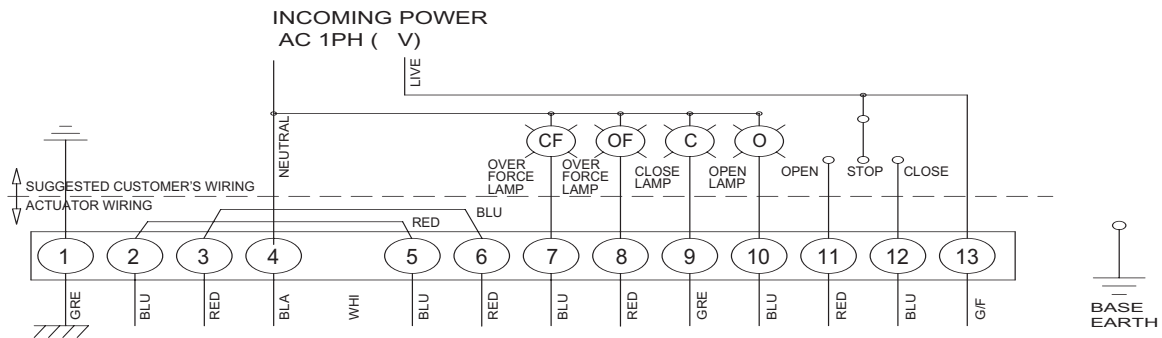 INCOMING POWER
AC 1PH (   V)
LIVE
NEUTRAL
CF
OF
C
O
OVER
FORCE
LAMP
OVER
FORCE
LAMP
CLOSE
LAMP
OPEN
LAMP
OPEN
STOP
CLOSE
SUGGESTED CUSTOMER'S WIRING
ACTUATOR WIRING
BLU
RED
1
2
3
4
5
6
7
8
9
10
11
12
13
GRE
BLU
RED
BLA
WHI
BLU
RED
BLU
RED
GRE
BLU
RED
BLU
G/F
BASE
EARTH